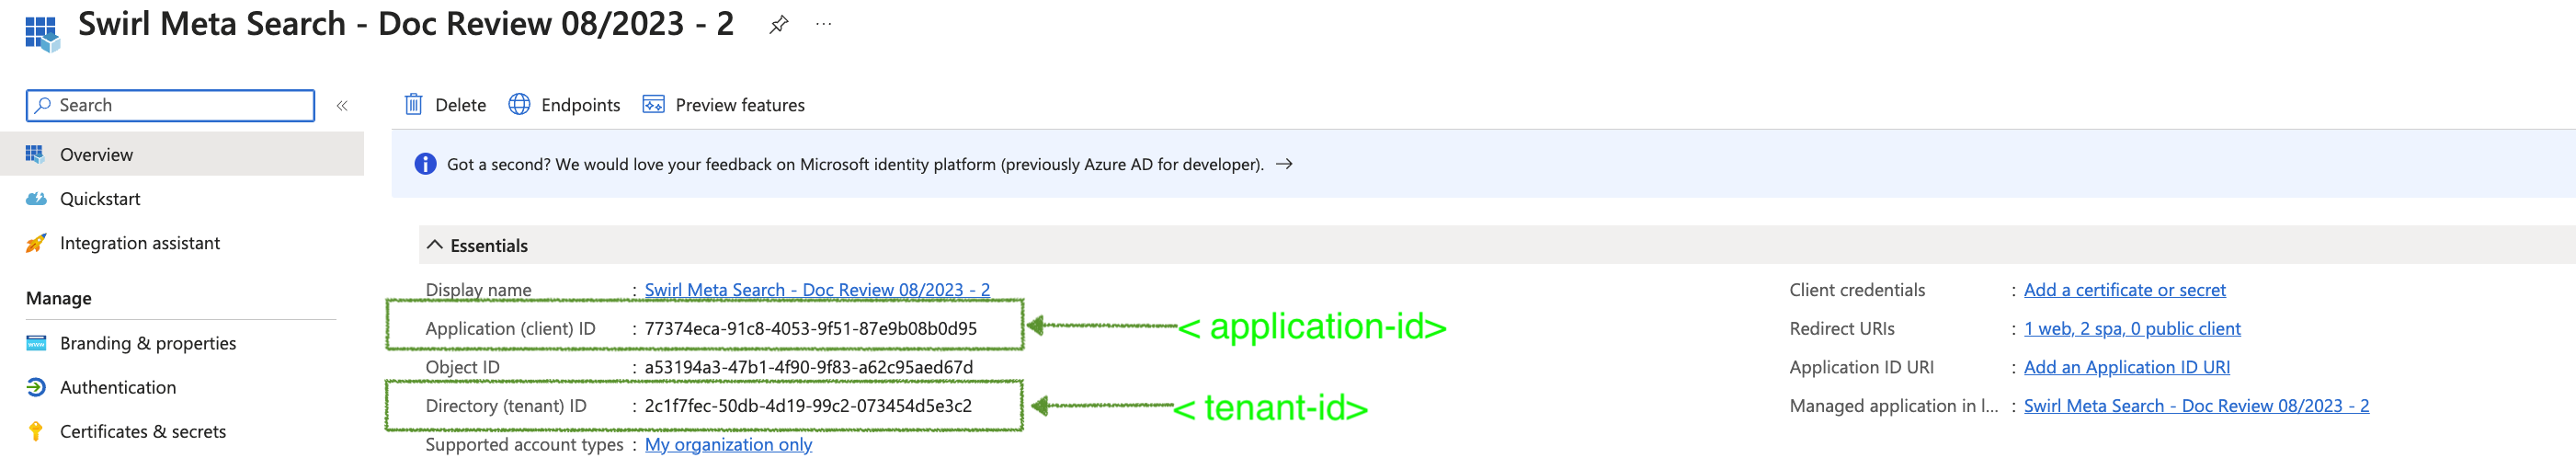 Swirl Meta Search - Doc Review 08/2023 - 2
Search
Overview
Quickstart
Integration assistant
Manage
Branding & properties
Authentication
Certificates & secrets
Delete Endpoints Preview features
Got a second? We would love your feedback on Microsoft identity platform (previously Azure AD for developer).
Essentials
Display name : Swirl Meta Search - Doc Review 08/2023 - 2
Application (client) ID : 77374eca-91c8-4053-9f51-87e9b08b0d95 < application-id>
Object ID : a53194a3-47b1-4f90-9f83-a62c95aed67d
Directory (tenant) ID : 2c1f7fec-50db-4d19-99c2-073454d5e3c2 < tenant-id>
Supported account types : My organization only
Client credentials : Add a certificate or secret
Redirect URIs : 1 web, 2 spa, 0 public client
Application ID URI : Add an Application ID URI
Managed application in l... : Swirl Meta Search - Doc Review 08/2023 - 2